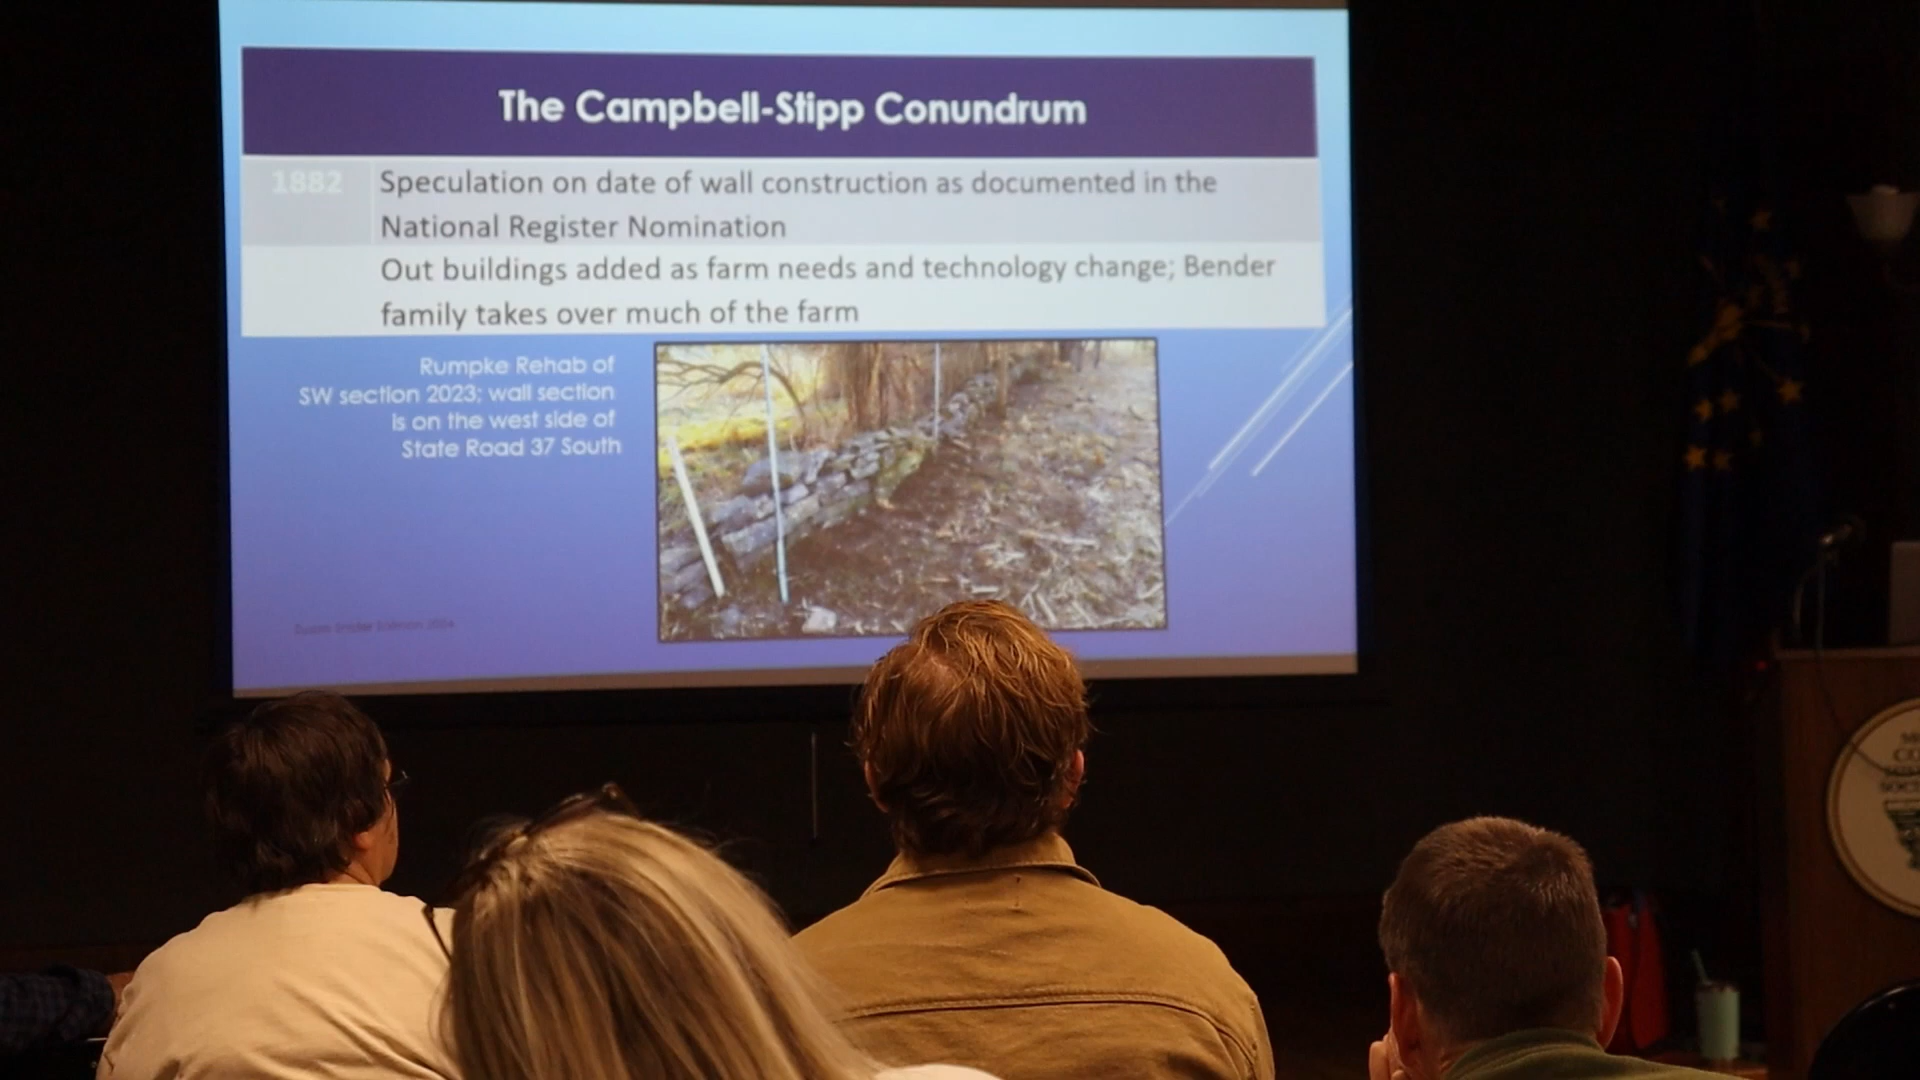 The Campbell-Stipp Conundrum
1882
Speculation on date of wall construction as documented in the
National Register Nomination
Out buildings added as farm needs and technology change; Bender
family takes over much of the farm
Rumpke Rehab of
SW section 2023; wall section
is on the west side of
State Road 37 South